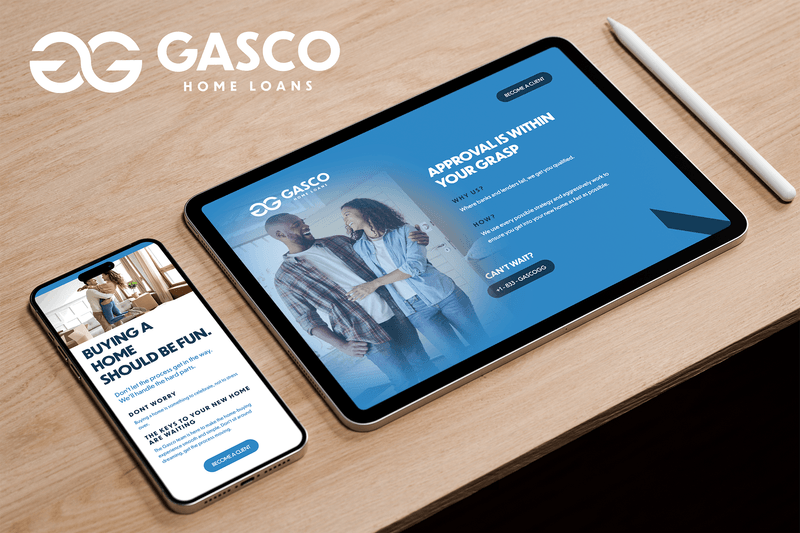 GG GASCO
HOME LOANS
BECOME A CLIENT
APPROVAL IS WITHIN
YOUR GRASP
WHY US?
Where banks and lenders fail, we get you qualified.
HOW?
We use every possible strategy and aggressively work to
ensure you get into your new home as fast as possible.
CAN'T WAIT?
+1 - 833 - GASCOGG
GG GASCO
HOME LOANS
BUYING A
HOME
SHOULD BE FUN.
Don't let the process get in the way.
We'll handle the hard parts.
DONT WORRY
Buying a home is something to celebrate, not to stress
over.
THE KEYS TO YOUR NEW HOME
ARE WAITING
The Gasco team is here to make the home-buying
experience smooth and simple. Don't sit around
dreaming, get the process moving.
BECOME A CLIENT